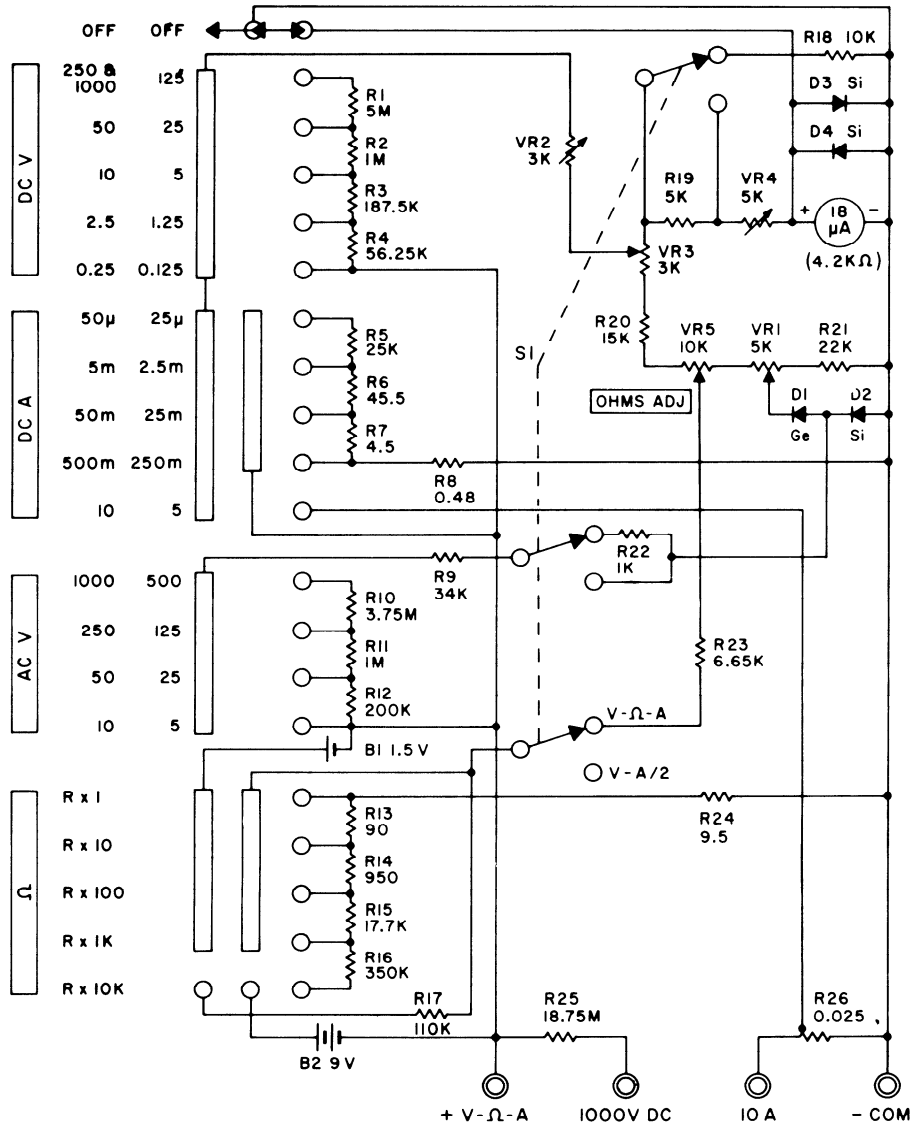 OFF OFF
DC V
250 & 1000 125
50 25
10 5
2.5 1.25
0.25 0.125
R1 5M
R2 1M
R3 187.5K
R4 56.25K
VR2 3K
R18 10K
D3 Si
D4 Si
R19 5K
VR4 5K
+ 18 µA -
(4.2KΩ)
VR3 3K
R20 15K
VR5 10K
VR1 5K
R21 22K
S1
OHMS ADJ
D1 Ge
D2 Si
DC A
50µ 25µ
5m 2.5m
50m 25m
500m 250m
10 5
R5 25K
R6 45.5
R7 4.5
R8 0.48
AC V
1000 500
250 125
50 25
10 5
R9 34K
R10 3.75M
R11 1M
R12 200K
R22 1K
R23 6.65K
V-Ω-A
V-A/2
B1 1.5V
Ω
R x 1
R x 10
R x 100
R x 1K
R x 10K
R13 90
R14 950
R15 17.7K
R16 350K
R24 9.5
R17 110K
R25 18.75M
R26 0.025
B2 9V
+ V-Ω-A
1000V DC
10 A
- COM